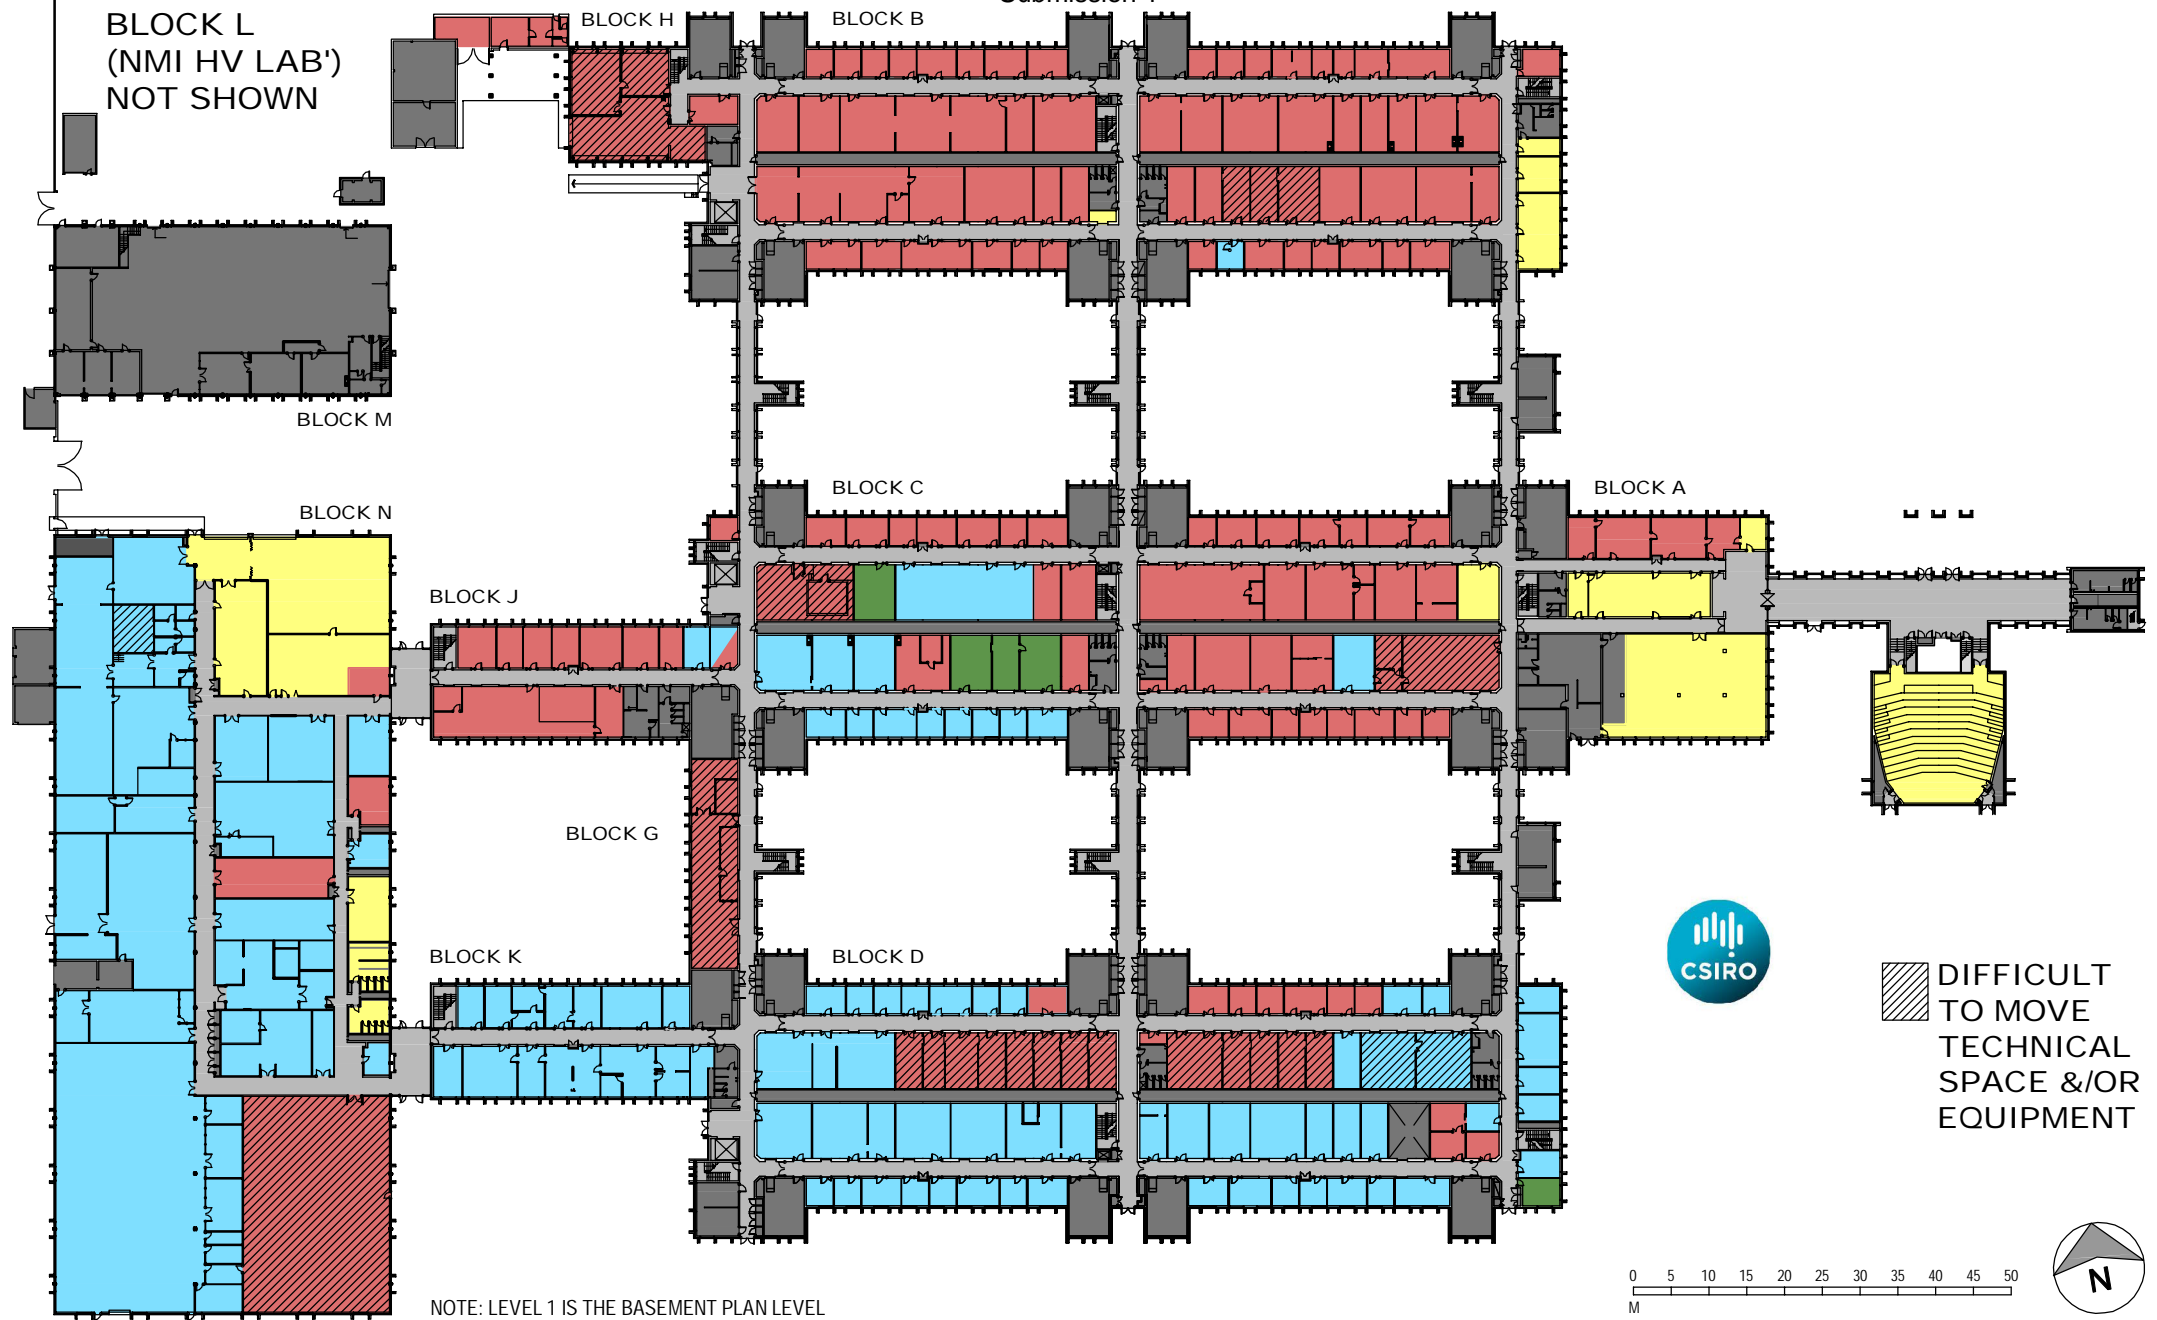 BLOCK L
(NMI HV LAB')
NOT SHOWN
BLOCK H
BLOCK B
BLOCK M
BLOCK N
BLOCK C
BLOCK A
BLOCK J
BLOCK G
BLOCK K
BLOCK D
CSIRO
DIFFICULT
TO MOVE
TECHNICAL
SPACE &/OR
EQUIPMENT
0 5 10 15 20 25 30 35 40 45 50
M
N
NOTE: LEVEL 1 IS THE BASEMENT PLAN LEVEL